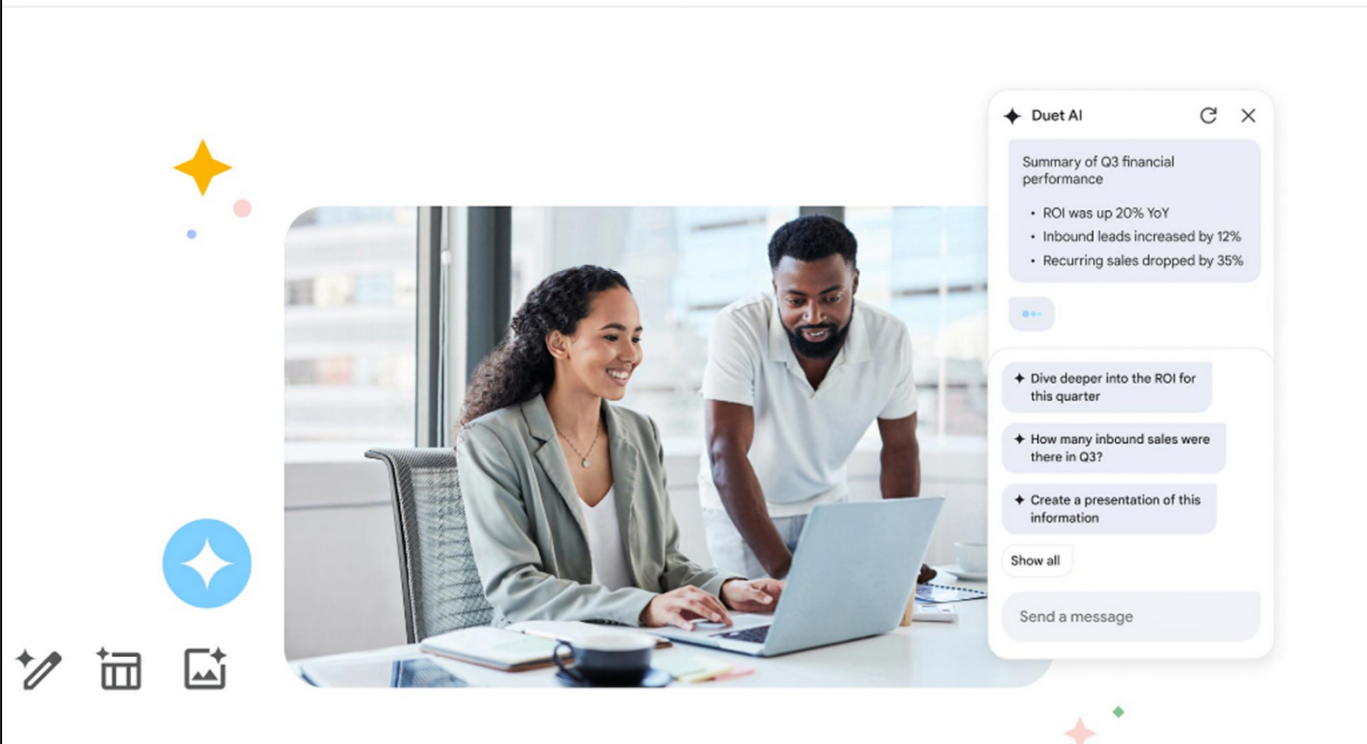 Duet AI
Summary of Q3 financial
performance
• ROI was up 20% YoY
• Inbound leads increased by 12%
• Recurring sales dropped by 35%
Dive deeper into the ROI for
this quarter
How many inbound sales were
there in Q3?
Create a presentation of this
information
Show all
Send a message